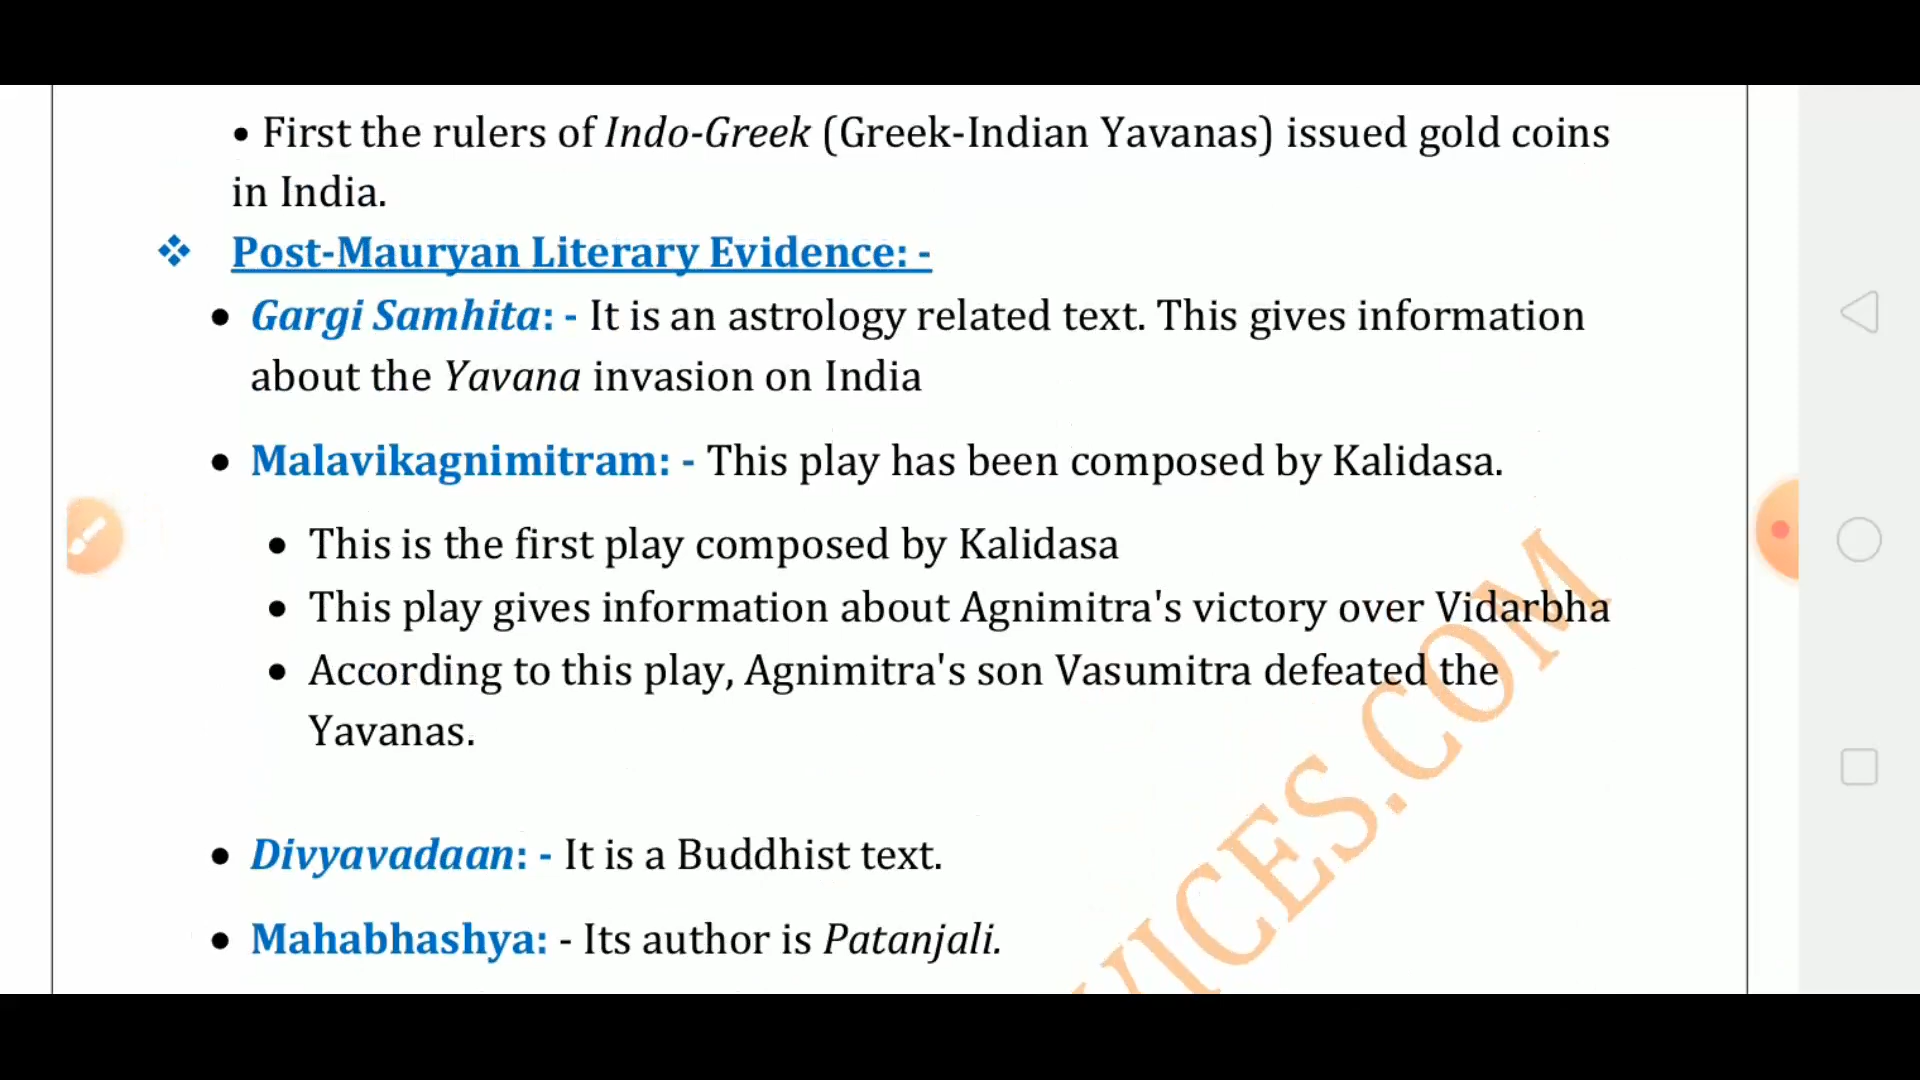 • First the rulers of Indo-Greek (Greek-Indian Yavanas) issued gold coins
in India.
❖ Post-Mauryan Literary Evidence: -
• Gargi Samhita: - It is an astrology related text. This gives information
about the Yavana invasion on India
• Malavikagnimitram: - This play has been composed by Kalidasa.
• This is the first play composed by Kalidasa
• This play gives information about Agnimitra's victory over Vidarbha
• According to this play, Agnimitra's son Vasumitra defeated the
Yavanas.
• Divyavadaan: - It is a Buddhist text.
• Mahabhashya: - Its author is Patanjali.
VICES.COM